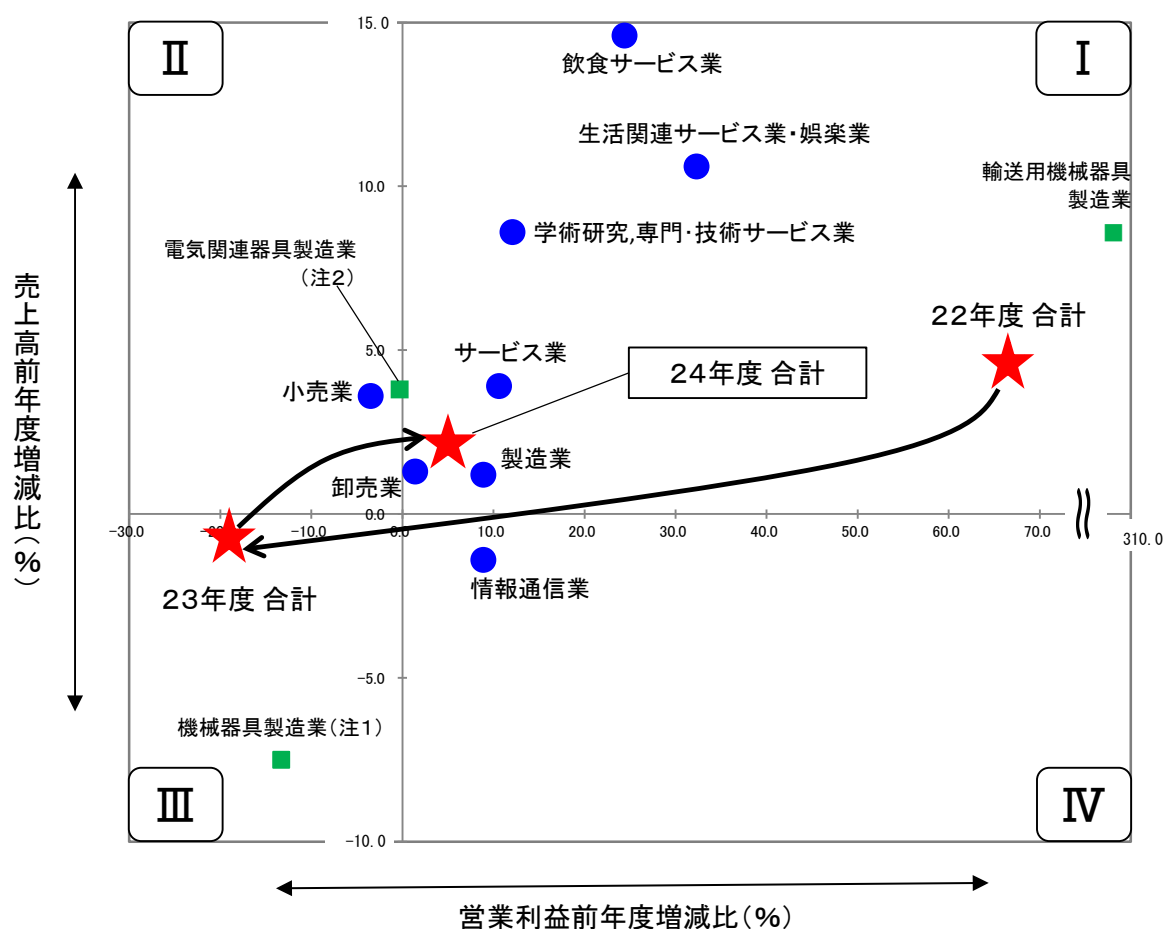 15.0
Ⅱ
Ⅰ
飲食サービス業
生活関連サービス業・娯楽業
10.0
輸送用機械器具
製造業
学術研究,専門・技術サービス業
電気関連器具製造業
(注2)
22年度 合計
5.0
サービス業
24年度 合計
小売業
製造業
卸売業
0.0
-30.0
-10.0
0.0
10.0
20.0
30.0
40.0
50.0
60.0
70.0
310.0
情報通信業
23年度 合計
-5.0
機械器具製造業(注1)
Ⅲ
Ⅳ
-10.0
売上高前年度増減比(%)
営業利益前年度増減比(%)